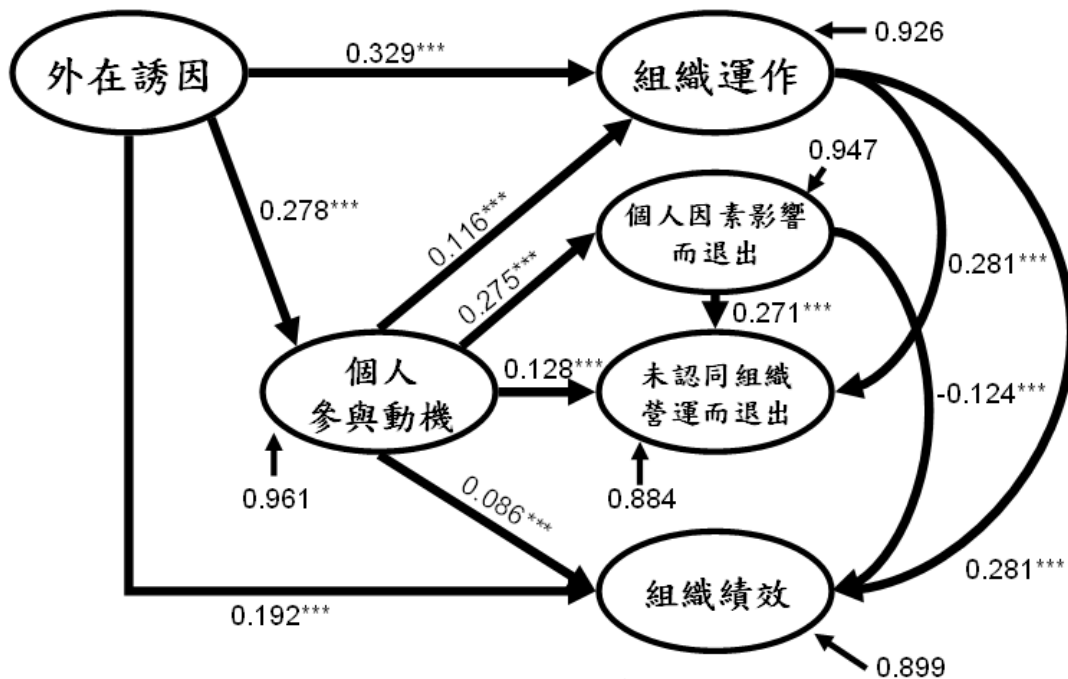 外在誘因
0.329***
組織運作
0.926
0.947
0.278***
0.116***
個人因素影響
而退出
0.275***
0.281***
0.271***
個人
參與動機
0.128***
未認同組織
營運而退出
-0.124***
0.961
0.884
0.086***
組織績效
0.281***
0.192***
0.899